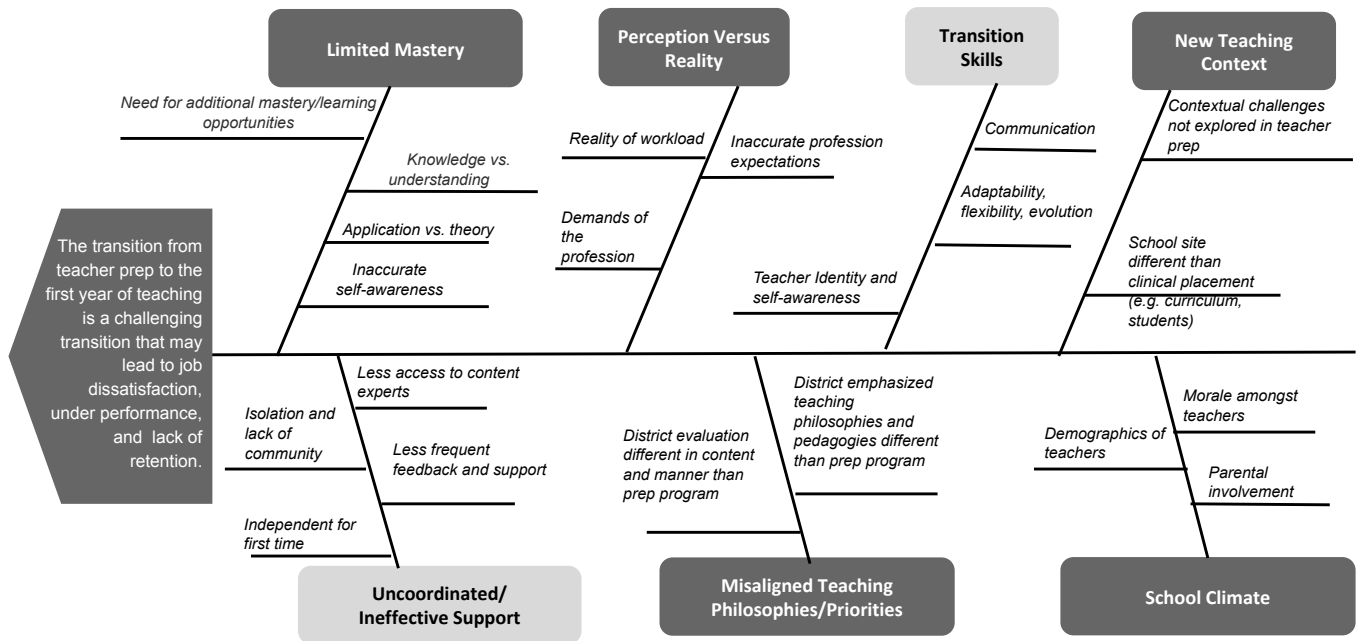 Limited Mastery
Perception Versus
Reality
Transition
Skills
New Teaching
Context
Need for additional mastery/learning
opportunities
Knowledge vs.
understanding
Application vs. theory
Inaccurate
self-awareness
Reality of workload
Inaccurate profession
expectations
Demands of
the
profession
Communication
Adaptability,
flexibility, evolution
Teacher Identity and
self-awareness
Contextual challenges
not explored in teacher
prep
School site
different than
clinical placement
(e.g. curriculum,
students)
The transition from
teacher prep to the
first year of teaching
is a challenging
transition that may
lead to job
dissatisfaction,
under performance,
and lack of
retention.
Less access to content
experts
Isolation and
lack of
community
Less frequent
feedback and support
Independent for
first time
District emphasized
teaching
philosophies and
pedagogies different
than prep program
District evaluation
different in content
and manner than
prep program
Morale amongst
teachers
Demographics of
teachers
Parental
involvement
Uncoordinated/
Ineffective Support
Misaligned Teaching
Philosophies/Priorities
School Climate